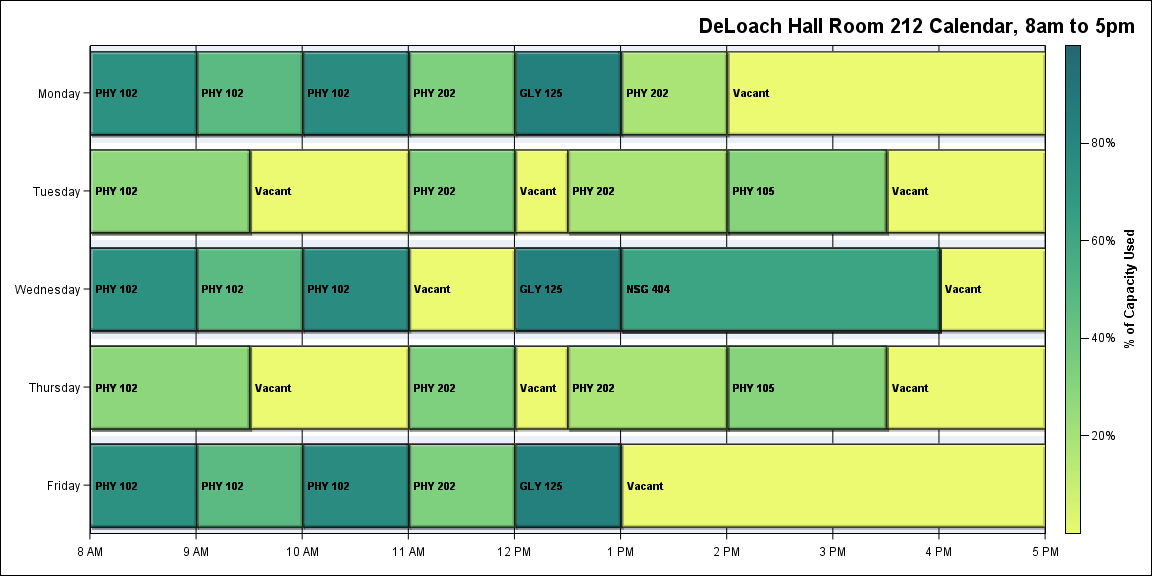 DeLoach Hall Room 212 Calendar, 8am to 5pm
Monday
PHY 102
PHY 102
PHY 102
PHY 202
GLY 125
PHY 202
Vacant
Tuesday
PHY 102
Vacant
PHY 202
Vacant
PHY 202
PHY 105
Vacant
Wednesday
PHY 102
PHY 102
PHY 102
Vacant
GLY 125
NSG 404
Vacant
Thursday
PHY 102
Vacant
PHY 202
Vacant
PHY 202
PHY 105
Vacant
Friday
PHY 102
PHY 102
PHY 102
PHY 202
GLY 125
Vacant
8 AM
9 AM
10 AM
11 AM
12 PM
1 PM
2 PM
3 PM
4 PM
5 PM
80%
60%
40%
20%
% of Capacity Used